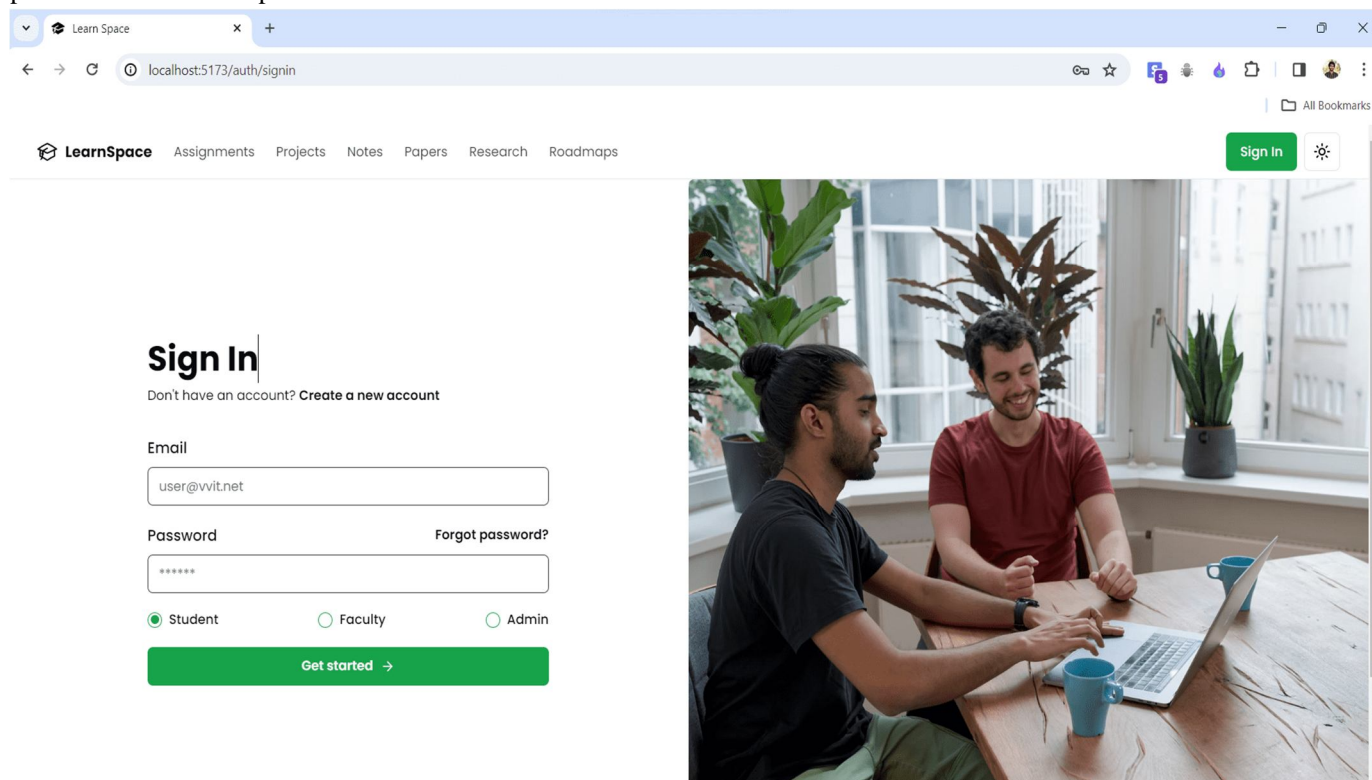 Learn Space
localhost:5173/auth/signin
All Bookmarks
LearnSpace Assignments Projects Notes Papers Research Roadmaps Sign In
Sign In
Don't have an account? Create a new account
Email
user@vvit.net
Password Forgot password?
******
Student Faculty Admin
Get started →